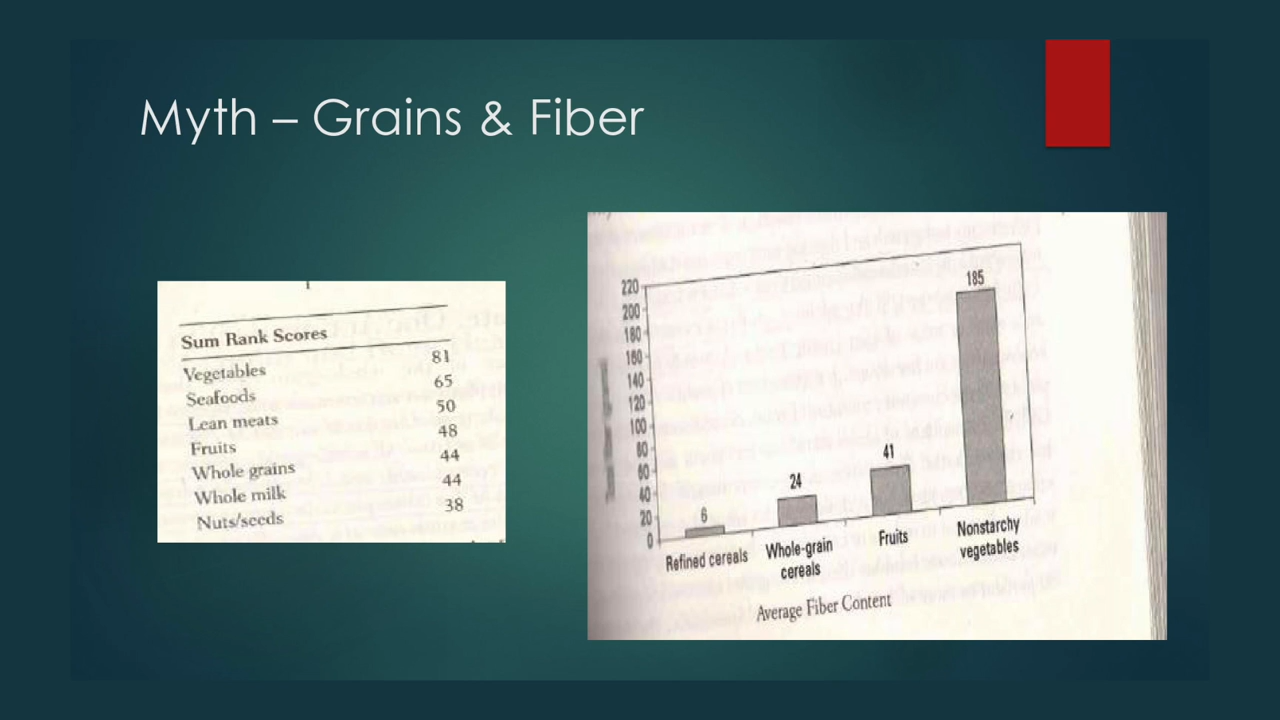 Myth – Grains & Fiber
Sum Rank Scores
Vegetables 81
Seafoods 65
Lean meats 50
Fruits 48
Whole grains 44
Whole milk 44
Nuts/seeds 38
220
200
180
160
140
120
100
80
60
40
20
0
6
24
41
185
Refined cereals
Whole-grain
cereals
Fruits
Nonstarchy
vegetables
Average Fiber Content